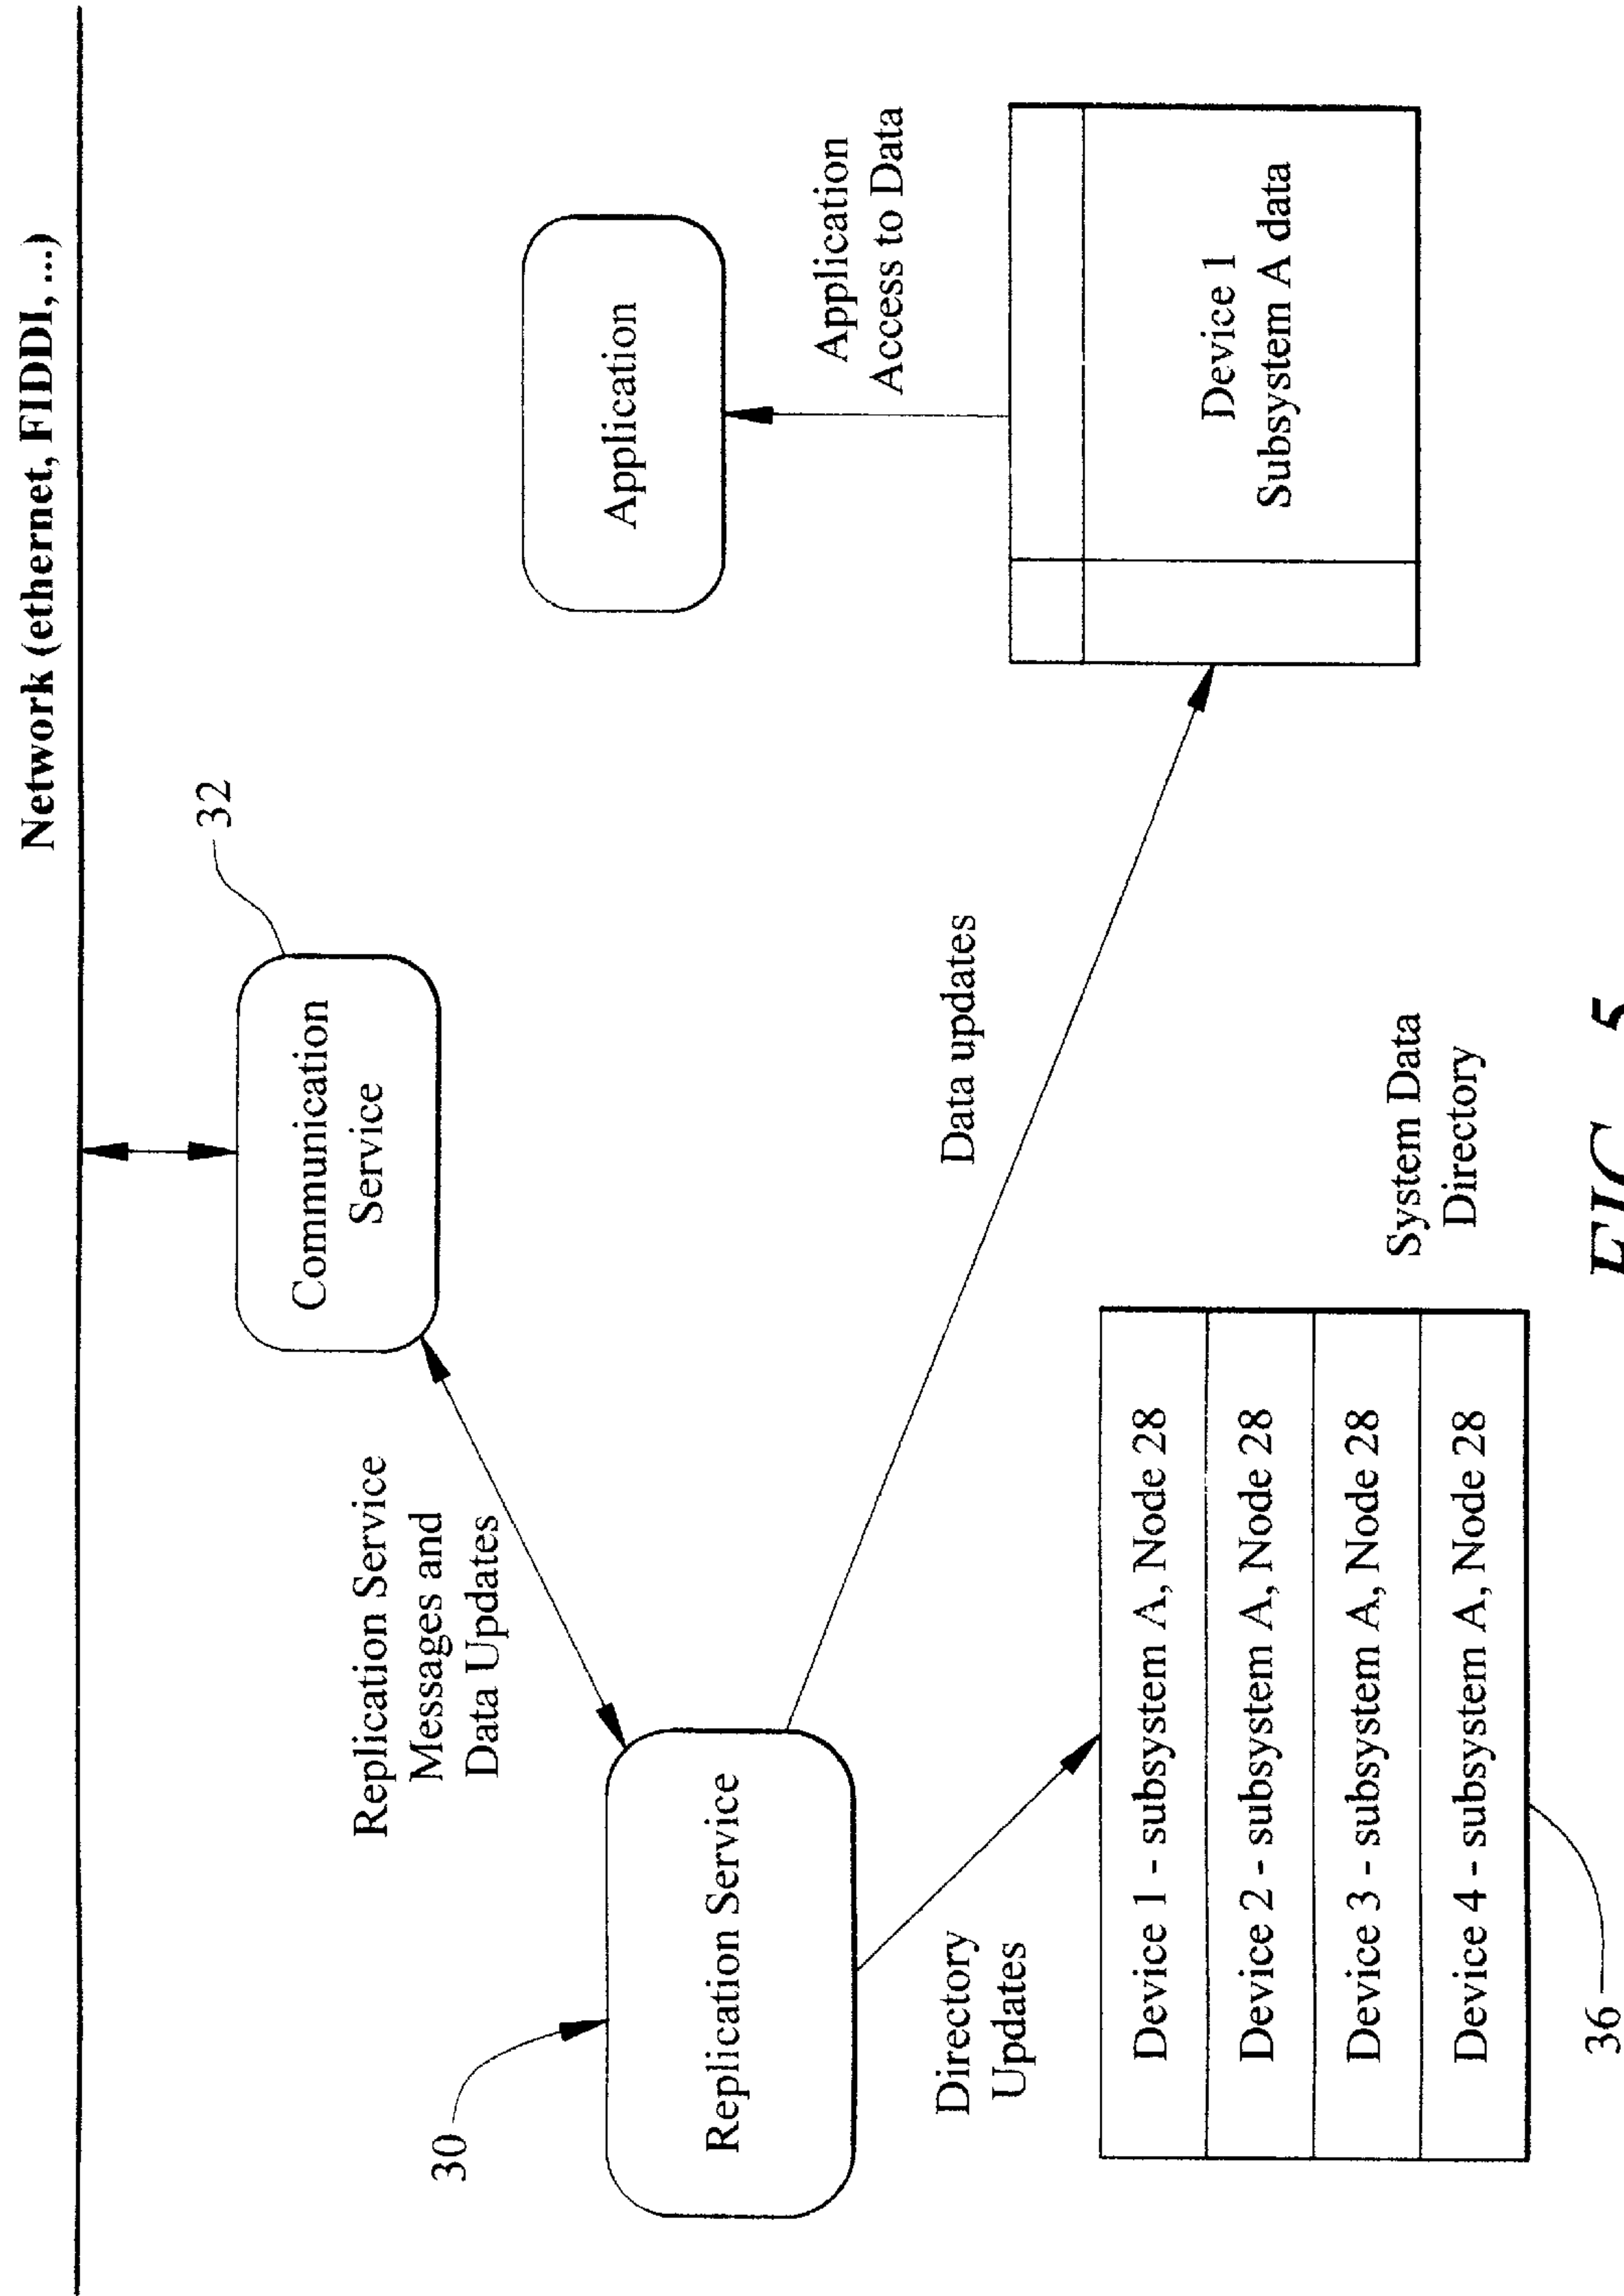 Network (ethernet, FIDDI, ...)
32
Communication
Service
Replication Service
Messages and
Data Updates
30
Replication Service
Application
Application
Access to Data
Data updates
Directory
Updates
Device 1
Subsystem A data
Device 1 - subsystem A, Node 28
Device 2 - subsystem A, Node 28
Device 3 - subsystem A, Node 28
Device 4 - subsystem A, Node 28
System Data
Directory
36
FIG. 5